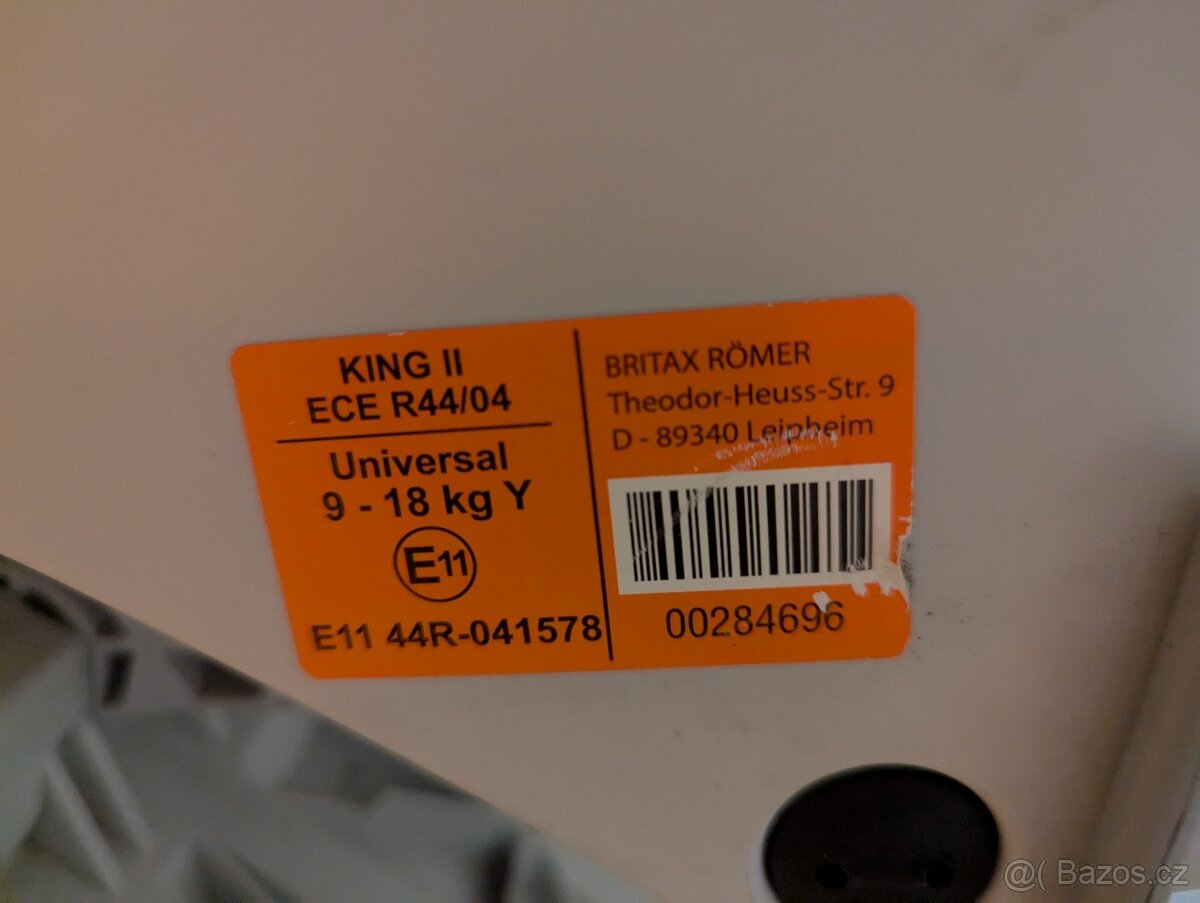 KING II
ECE R44/04
Universal
9 - 18 kg Y
E11
E11 44R-041578
BRITAX RÖMER
Theodor-Heuss-Str. 9
D - 89340 Leipheim
00284696
@( Bazos.cz